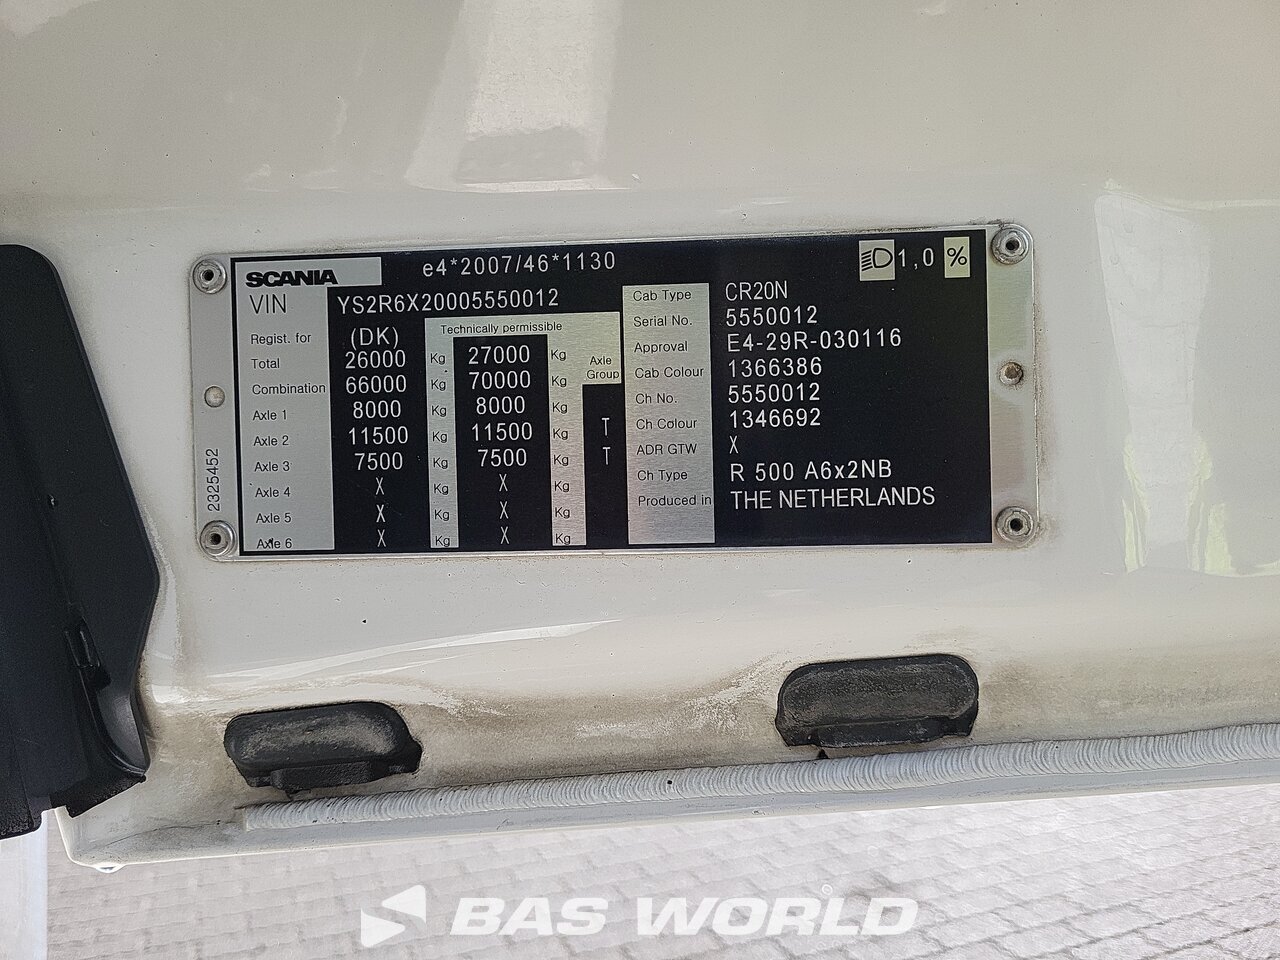 SCANIA e4*2007/46*1130 1,0 %
VIN YS2R6X20005550012
Regist. for (DK) Technically permissible
Total 26000 Kg 27000 Kg Axle Group
Combination 66000 Kg 70000 Kg
Axle 1 8000 Kg 8000 Kg
Axle 2 11500 Kg 11500 Kg T
Axle 3 7500 Kg 7500 Kg T
Axle 4 X Kg X Kg
Axle 5 X Kg X Kg
Axle 6 X Kg X Kg
Cab Type CR20N
Serial No. 5550012
Approval E4-29R-030116
Cab Colour 1366386
Ch No. 5550012
Ch Colour 1346692
ADR GTW X
Ch Type R 500 A6x2NB
Produced in THE NETHERLANDS
2325452
BAS WORLD